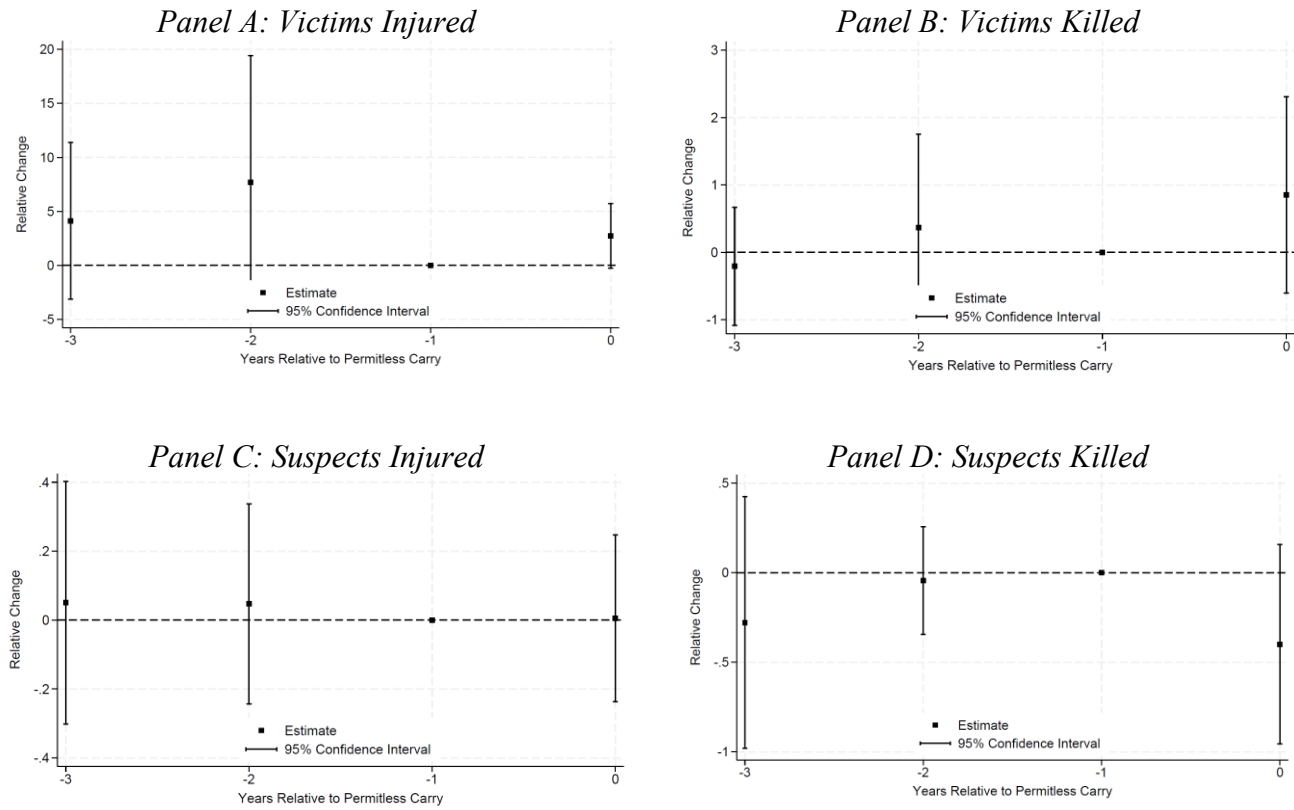 Panel A: Victims Injured
20
15
10
5
0
-5
Relative Change
Estimate
95% Confidence Interval
-3 -2 -1 0
Years Relative to Permitless Carry
Panel B: Victims Killed
3
2
1
0
-1
Relative Change
Estimate
95% Confidence Interval
-3 -2 -1 0
Years Relative to Permitless Carry
Panel C: Suspects Injured
.4
.2
0
-.2
-.4
Relative Change
Estimate
95% Confidence Interval
-3 -2 -1 0
Years Relative to Permitless Carry
Panel D: Suspects Killed
.5
0
-.5
-1
Relative Change
Estimate
95% Confidence Interval
-3 -2 -1 0
Years Relative to Permitless Carry